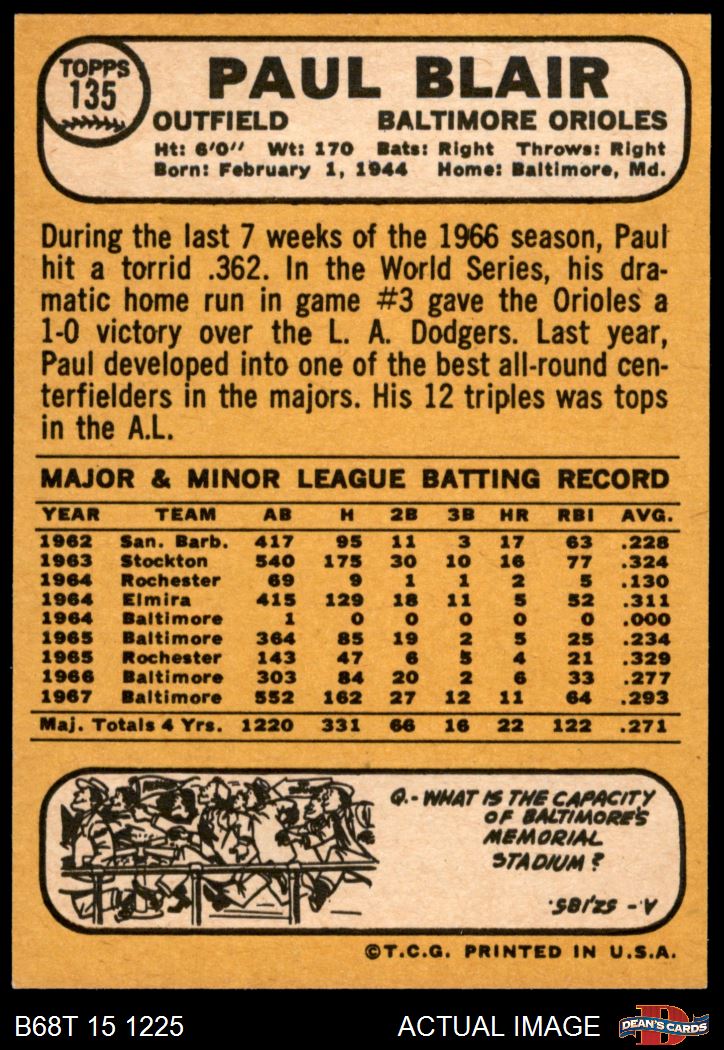 TOPPS
135
PAUL BLAIR
OUTFIELD BALTIMORE ORIOLES
Ht: 6'0" Wt: 170 Bats: Right Throws: Right
Born: February 1, 1944 Home: Baltimore, Md.
During the last 7 weeks of the 1966 season, Paul
hit a torrid .362. In the World Series, his dra-
matic home run in game #3 gave the Orioles a
1-0 victory over the L. A. Dodgers. Last year,
Paul developed into one of the best all-round cen-
terfielders in the majors. His 12 triples was tops
in the A.L.
MAJOR & MINOR LEAGUE BATTING RECORD
YEAR TEAM AB H 2B 3B HR RBI AVG.
1962 San. Barb. 417 95 11 3 17 63 .228
1963 Stockton 540 175 30 10 16 77 .324
1964 Rochester 69 9 1 1 2 5 .130
1964 Elmira 415 129 18 11 5 52 .311
1964 Baltimore 1 0 0 0 0 0 .000
1965 Baltimore 364 85 19 2 5 25 .234
1965 Rochester 143 47 6 5 4 21 .329
1966 Baltimore 303 84 20 2 6 33 .277
1967 Baltimore 552 162 27 12 11 64 .293
Maj. Totals 4 Yrs. 1220 331 66 16 22 122 .271
Q.- WHAT IS THE CAPACITY
OF BALTIMORE'S
MEMORIAL
STADIUM?
A - 52,185.
©T.C.G. PRINTED IN U.S.A.
B68T 15 1225 ACTUAL IMAGE DEAN'S CARDS